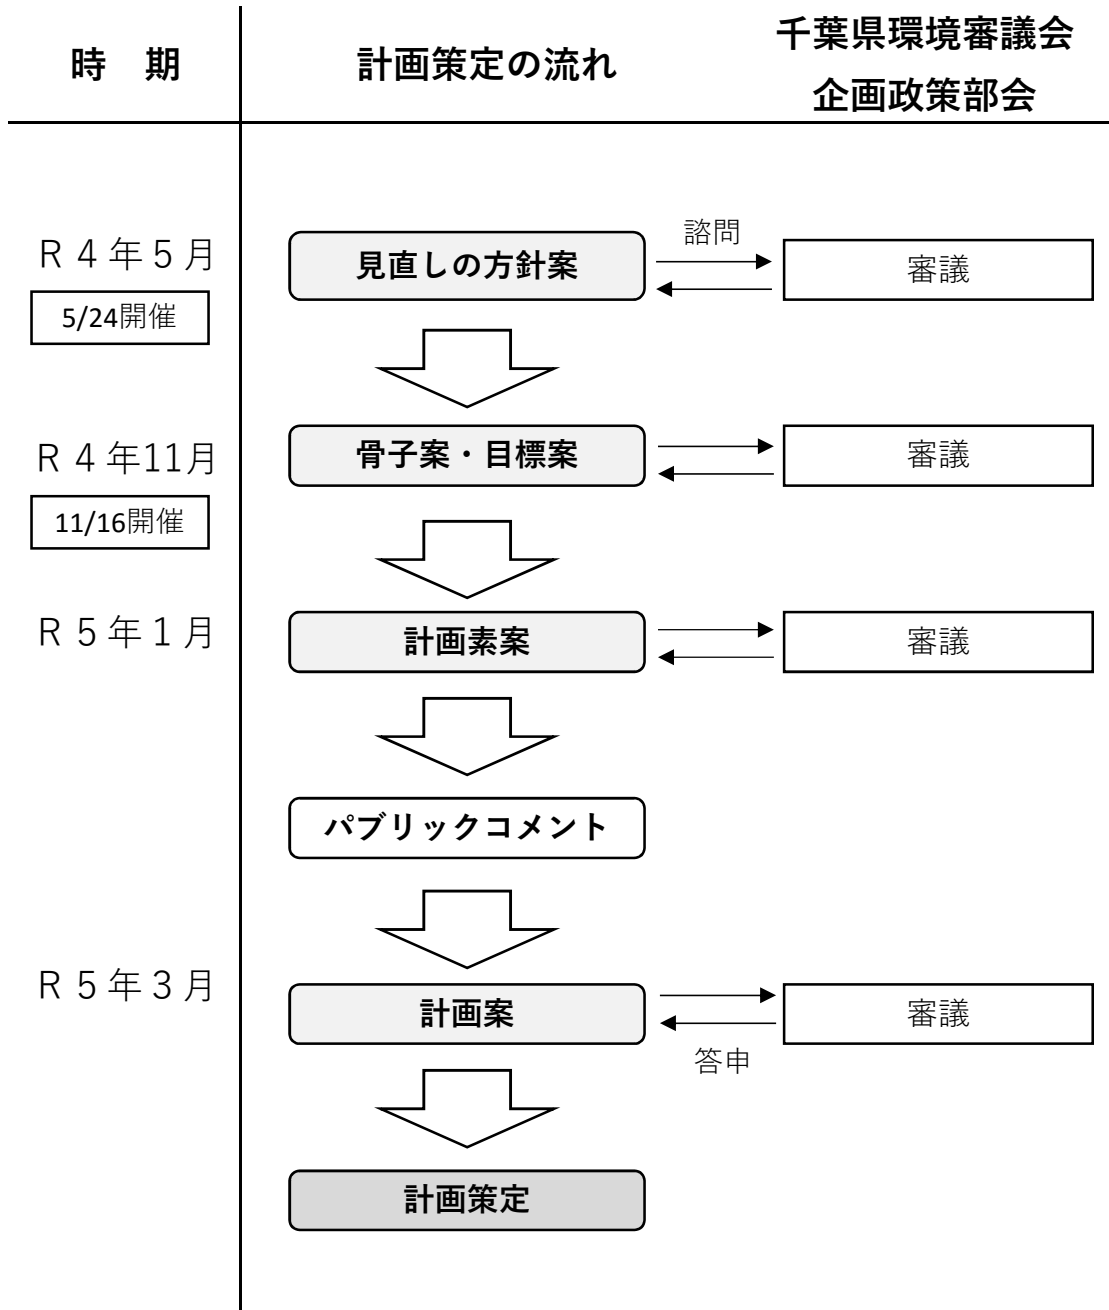 時　期
計画策定の流れ
千葉県環境審議会
企画政策部会
Ｒ４年５月
5/24開催
見直しの方針案
諮問
審議
Ｒ４年11月
11/16開催
骨子案・目標案
審議
Ｒ５年１月
計画素案
審議
パブリックコメント
Ｒ５年３月
計画案
審議
答申
計画策定